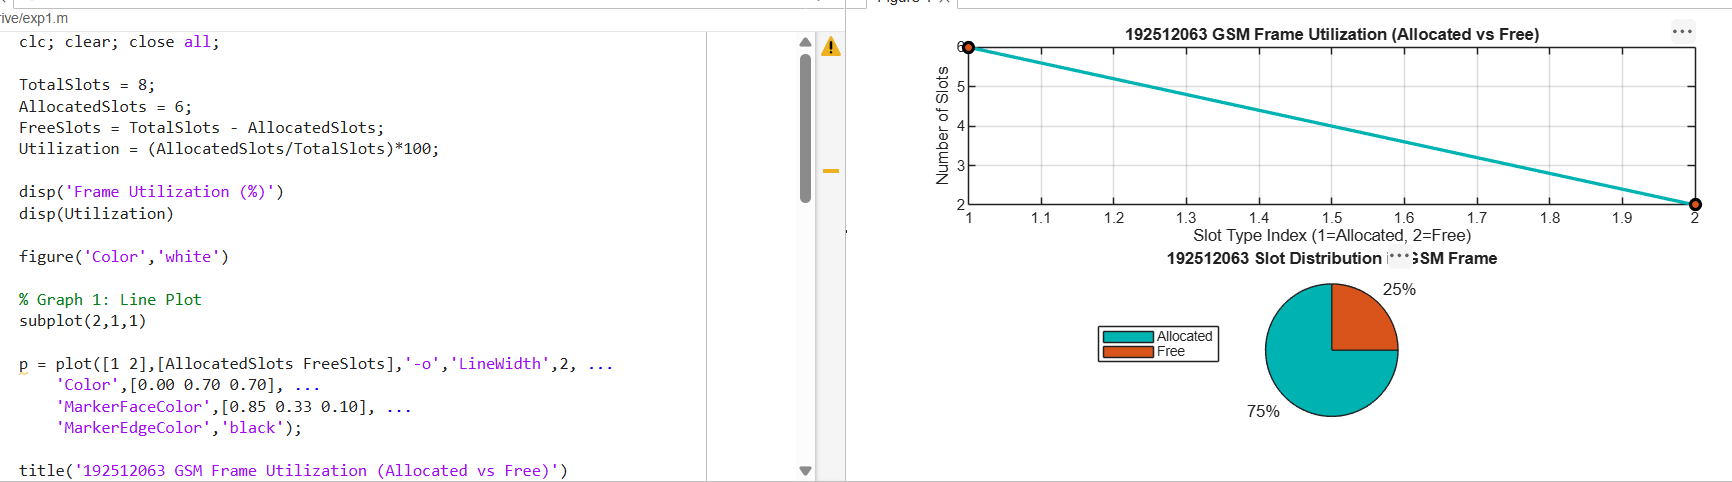 rive/exp1.m
clc; clear; close all;
TotalSlots = 8;
AllocatedSlots = 6;
FreeSlots = TotalSlots - AllocatedSlots;
Utilization = (AllocatedSlots/TotalSlots)*100;
disp('Frame Utilization (%)')
disp(Utilization)
figure('Color','white')
% Graph 1: Line Plot
subplot(2,1,1)
p = plot([1 2],[AllocatedSlots FreeSlots],'-o','LineWidth',2, ...
'Color',[0.00 0.70 0.70], ...
'MarkerFaceColor',[0.85 0.33 0.10], ...
'MarkerEdgeColor','black');
title('192512063 GSM Frame Utilization (Allocated vs Free)')
192512063 GSM Frame Utilization (Allocated vs Free)
Number of Slots
6
5
4
3
2
1 1.1 1.2 1.3 1.4 1.5 1.6 1.7 1.8 1.9 2
Slot Type Index (1=Allocated, 2=Free)
192512063 Slot Distribution GSM Frame
25%
Allocated
Free
75%